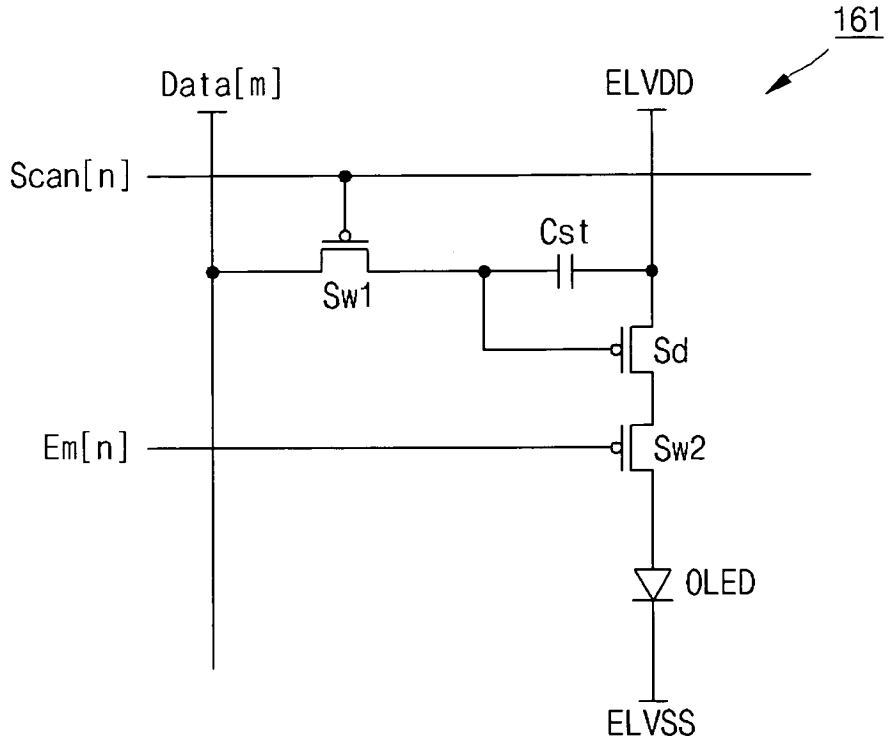 161
Data[m]
ELVDD
Scan[n]
Cst
Sw1
Sd
Em[n]
Sw2
OLED
ELVSS